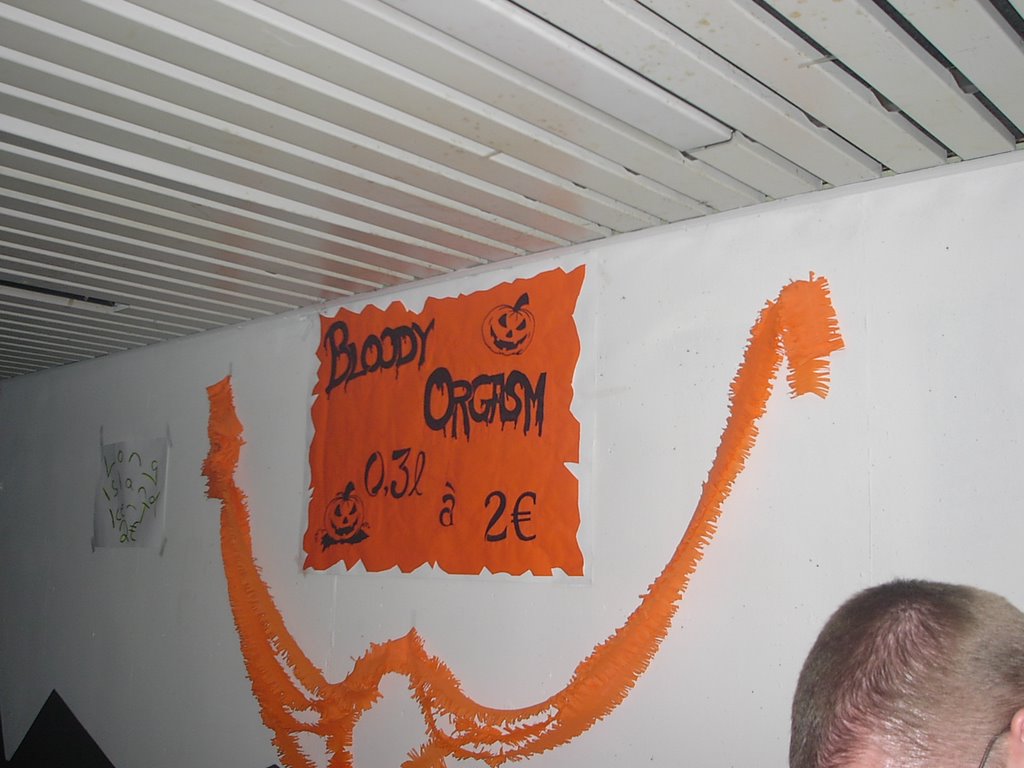 BLOODY
ORGASM
0,3l à 2€